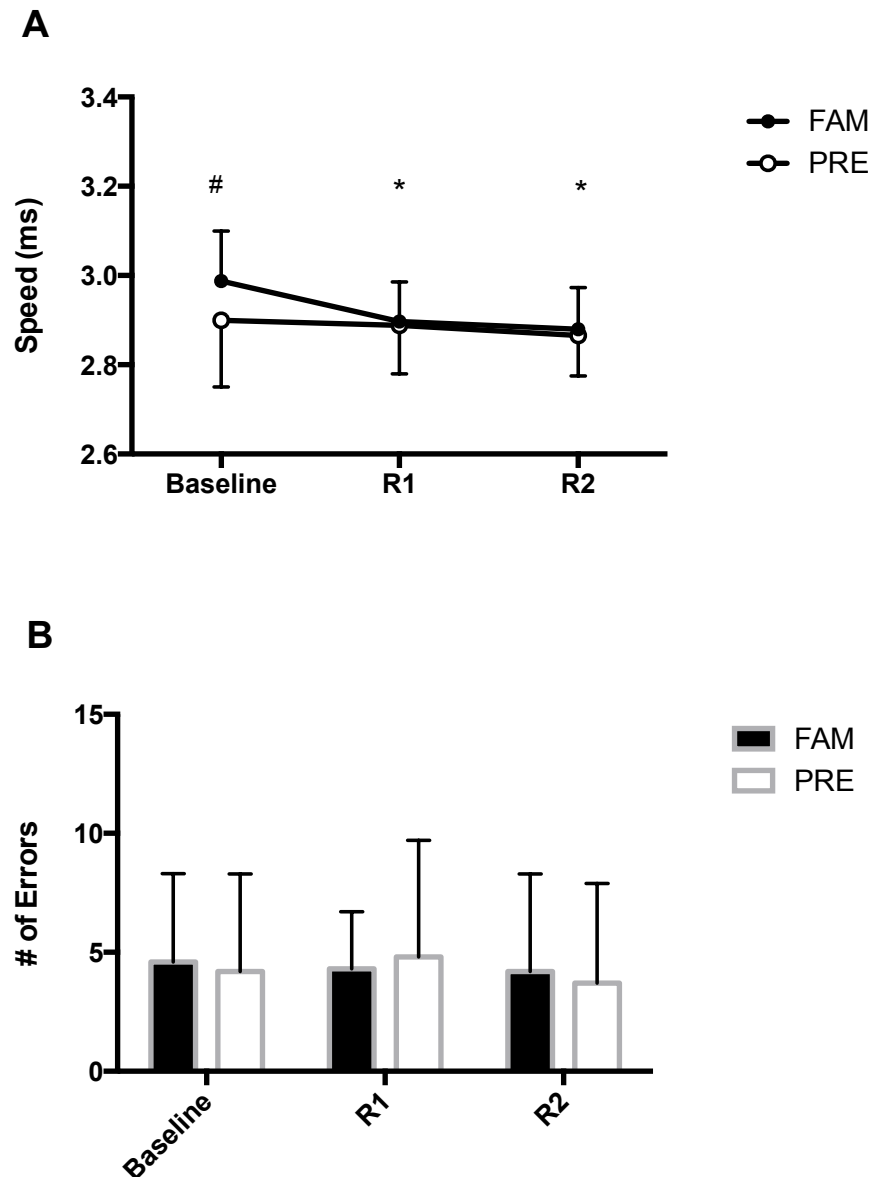 A
3.4
3.2
3.0
2.8
2.6
Speed (ms)
#
*
*
Baseline
R1
R2
FAM
PRE
B
15
10
5
0
# of Errors
Baseline
R1
R2
FAM
PRE